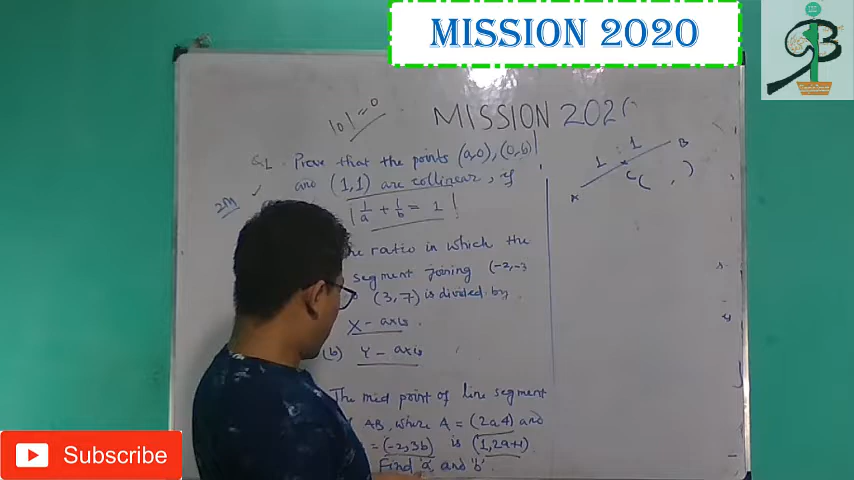 MISSION 2020
|0|=0
MISSION 202
Q1. Prove that the points (a,0), (0,b)
and (1,1) are collinear, if
2M
1/a + 1/b = 1
the ratio in which the
segment joining (-2,-3
(3,7) is divided by
X-axis.
(b) Y-axis
The mid point of line segment
AB, where A = (2a,4) and
= (-2,3b) is (1,2a+1).
Find 'a' and 'b'.
1 : 1
A
B
C ( , )
Subscribe